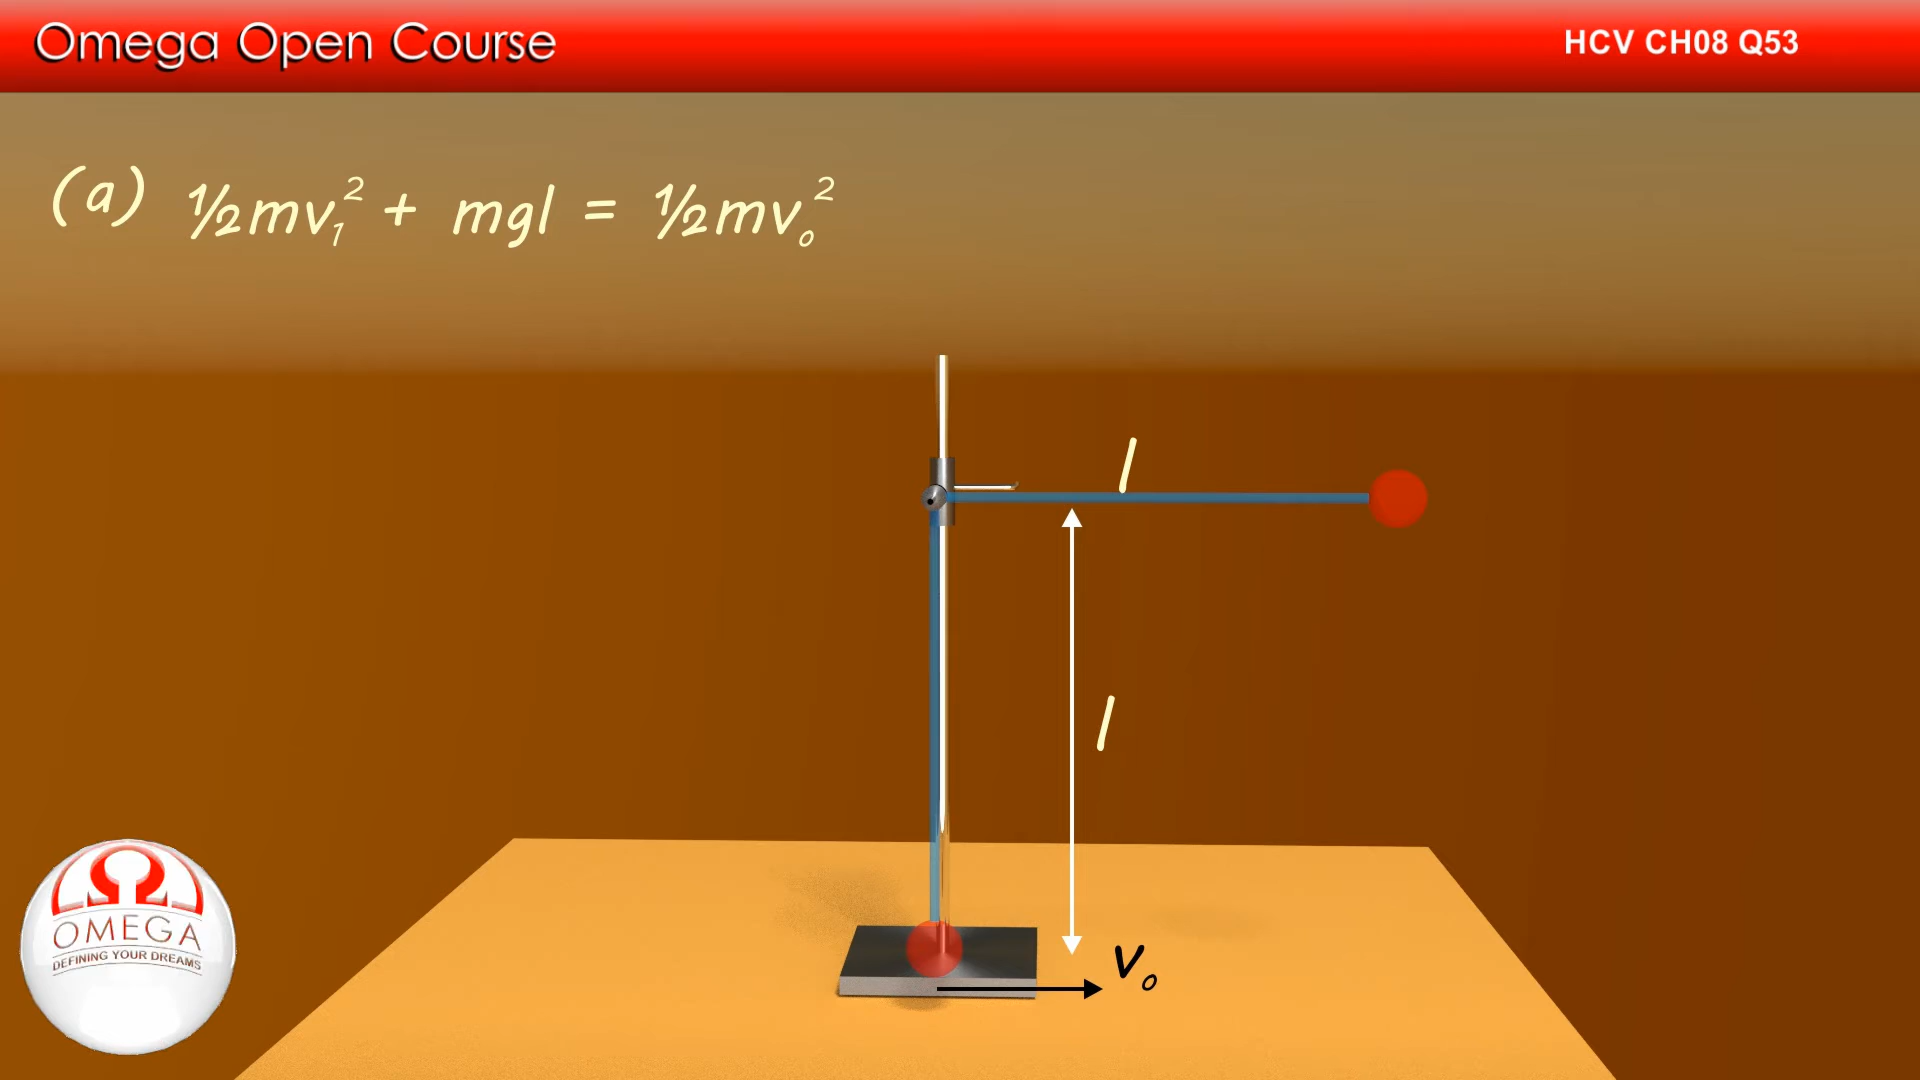 Omega Open Course
HCV CH08 Q53
(a) ½mv₁² + mgl = ½mv₀²
l
l
v₀
Ω
OMEGA
DEFINING YOUR DREAMS